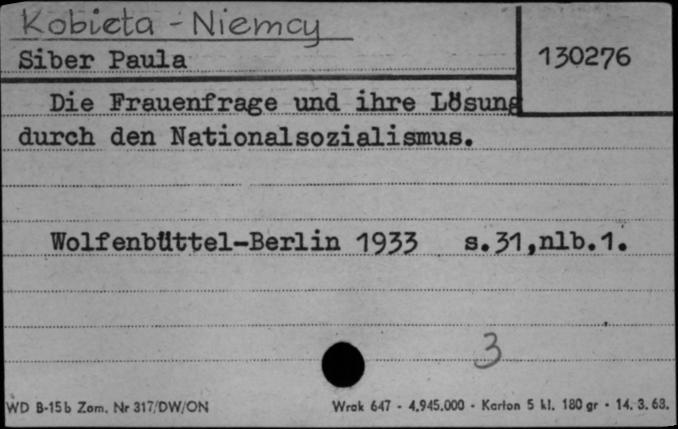 Kobieta - Niemcy
Siber Paula
130276
Die Frauenfrage und ihre Lösung
durch den Nationalsozialismus.
Wolfenbüttel-Berlin 1933 s.31,nlb.1.
3
WD B-15b Zam. Nr 317/DW/ON
Wrak 647 - 4.945.000 - Karton 5 kl. 180 gr - 14. 3. 63.